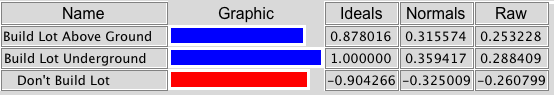 Name Graphic Ideals Normals Raw
Build Lot Above Ground 0.878016 0.315574 0.253228
Build Lot Underground 1.000000 0.359417 0.288409
Don't Build Lot -0.904266 -0.325009 -0.260799